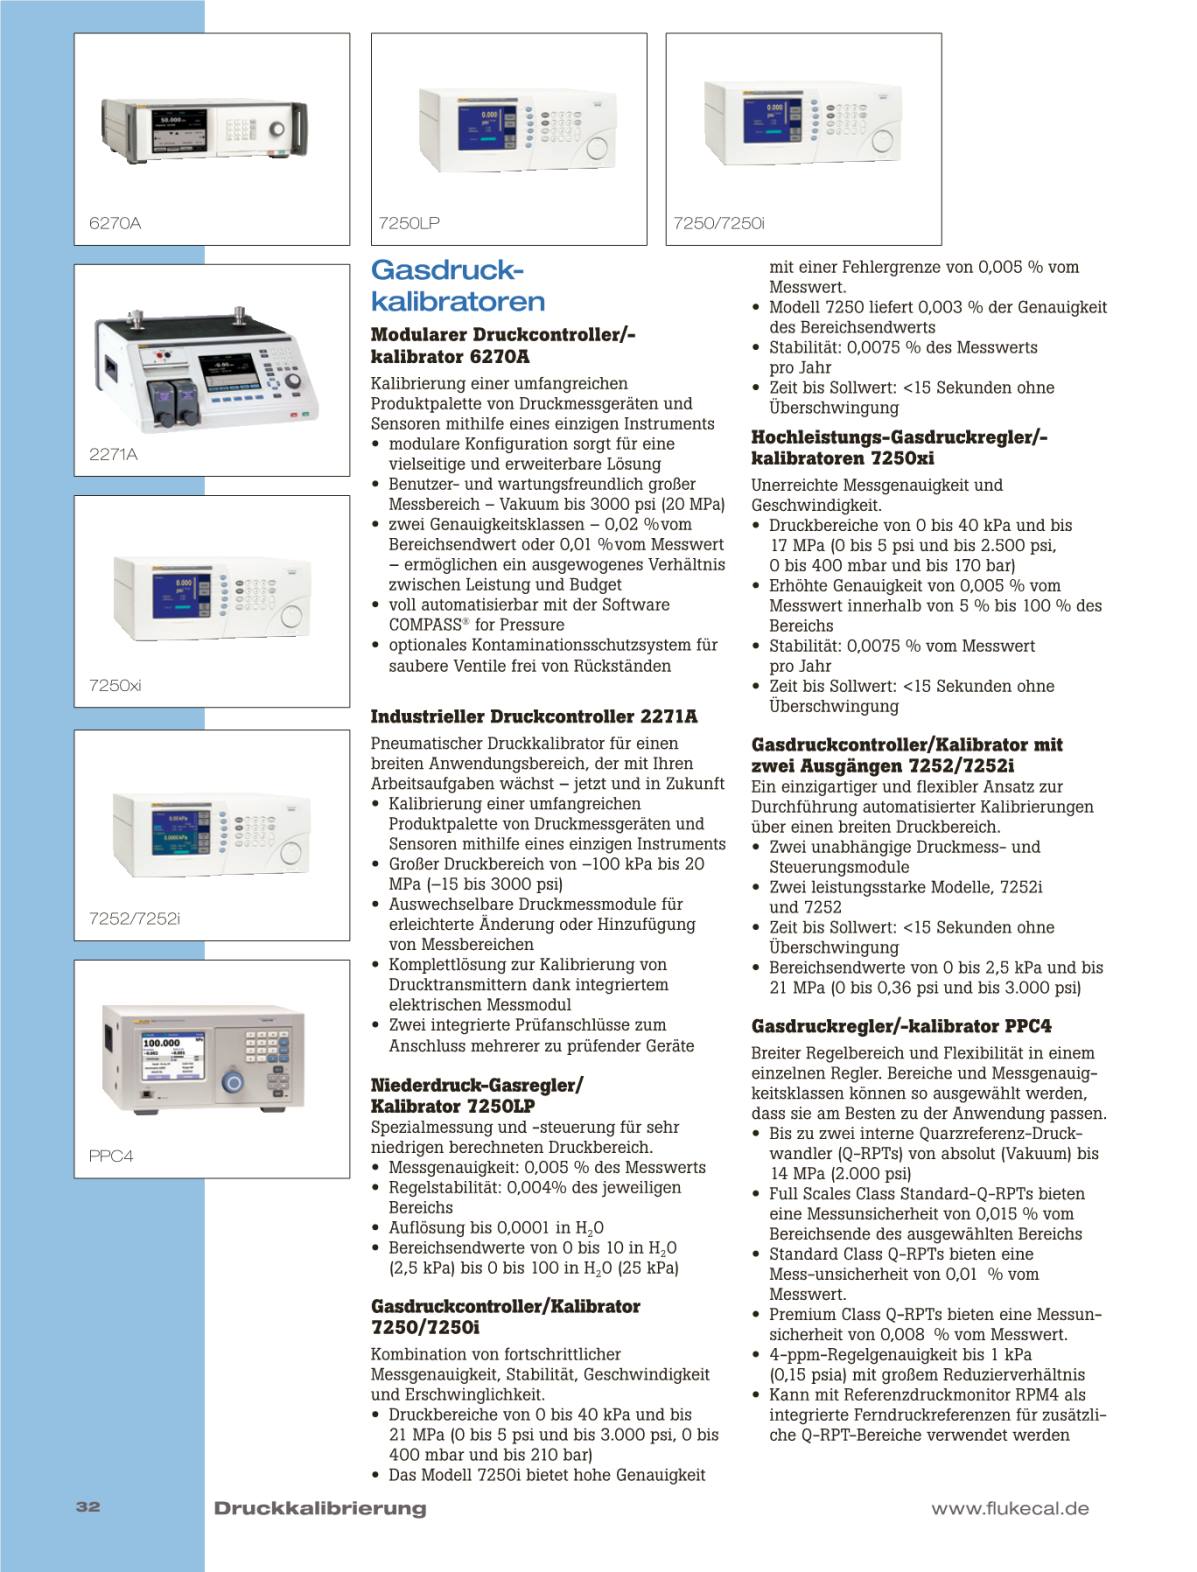 6270A
7250LP
7250/7250i
2271A
7250xi
7252/7252i
PPC4
Gasdruck-
kalibratoren
Modularer Druckcontroller/-
kalibrator 6270A
Kalibrierung einer umfangreichen
Produktpalette von Druckmessgeräten und
Sensoren mithilfe eines einzigen Instruments
• modulare Konfiguration sorgt für eine
vielseitige und erweiterbare Lösung
• Benutzer- und wartungsfreundlich großer
Messbereich – Vakuum bis 3000 psi (20 MPa)
• zwei Genauigkeitsklassen – 0,02 % vom
Bereichsendwert oder 0,01 % vom Messwert
– ermöglichen ein ausgewogenes Verhältnis
zwischen Leistung und Budget
• voll automatisierbar mit der Software
COMPASS® for Pressure
• optionales Kontaminationsschutzsystem für
saubere Ventile frei von Rückständen
Industrieller Druckcontroller 2271A
Pneumatischer Druckkalibrator für einen
breiten Anwendungsbereich, der mit Ihren
Arbeitsaufgaben wächst – jetzt und in Zukunft
• Kalibrierung einer umfangreichen
Produktpalette von Druckmessgeräten und
Sensoren mithilfe eines einzigen Instruments
• Großer Druckbereich von –100 kPa bis 20
MPa (–15 bis 3000 psi)
• Auswechselbare Druckmessmodule für
erleichterte Änderung oder Hinzufügung
von Messbereichen
• Komplettlösung zur Kalibrierung von
Drucktransmittern dank integriertem
elektrischen Messmodul
• Zwei integrierte Prüfanschlüsse zum
Anschluss mehrerer zu prüfender Geräte
Niederdruck-Gasregler/
Kalibrator 7250LP
Spezialmessung und -steuerung für sehr
niedrigen berechneten Druckbereich.
• Messgenauigkeit: 0,005 % des Messwerts
• Regelstabilität: 0,004% des jeweiligen
Bereichs
• Auflösung bis 0,0001 in H₂O
• Bereichsendwerte von 0 bis 10 in H₂O
(2,5 kPa) bis 0 bis 100 in H₂O (25 kPa)
Gasdruckcontroller/Kalibrator
7250/7250i
Kombination von fortschrittlicher
Messgenauigkeit, Stabilität, Geschwindigkeit
und Erschwinglichkeit.
• Druckbereiche von 0 bis 40 kPa und bis
21 MPa (0 bis 5 psi und bis 3.000 psi, 0 bis
400 mbar und bis 210 bar)
• Das Modell 7250i bietet hohe Genauigkeit
mit einer Fehlergrenze von 0,005 % vom
Messwert.
• Modell 7250 liefert 0,003 % der Genauigkeit
des Bereichsendwerts
• Stabilität: 0,0075 % des Messwerts
pro Jahr
• Zeit bis Sollwert: <15 Sekunden ohne
Überschwingung
Hochleistungs-Gasdruckregler/-
kalibratoren 7250xi
Unerreichte Messgenauigkeit und
Geschwindigkeit.
• Druckbereiche von 0 bis 40 kPa und bis
17 MPa (0 bis 5 psi und bis 2.500 psi,
0 bis 400 mbar und bis 170 bar)
• Erhöhte Genauigkeit von 0,005 % vom
Messwert innerhalb von 5 % bis 100 % des
Bereichs
• Stabilität: 0,0075 % vom Messwert
pro Jahr
• Zeit bis Sollwert: <15 Sekunden ohne
Überschwingung
Gasdruckcontroller/Kalibrator mit
zwei Ausgängen 7252/7252i
Ein einzigartiger und flexibler Ansatz zur
Durchführung automatisierter Kalibrierungen
über einen breiten Druckbereich.
• Zwei unabhängige Druckmess- und
Steuerungsmodule
• Zwei leistungsstarke Modelle, 7252i
und 7252
• Zeit bis Sollwert: <15 Sekunden ohne
Überschwingung
• Bereichsendwerte von 0 bis 2,5 kPa und bis
21 MPa (0 bis 0,36 psi und bis 3.000 psi)
Gasdruckregler/-kalibrator PPC4
Breiter Regelbereich und Flexibilität in einem
einzelnen Regler. Bereiche und Messgenauig-
keitsklassen können so ausgewählt werden,
dass sie am Besten zu der Anwendung passen.
• Bis zu zwei interne Quarzreferenz-Druck-
wandler (Q-RPTs) von absolut (Vakuum) bis
14 MPa (2.000 psi)
• Full Scales Class Standard-Q-RPTs bieten
eine Messunsicherheit von 0,015 % vom
Bereichsende des ausgewählten Bereichs
• Standard Class Q-RPTs bieten eine
Mess-unsicherheit von 0,01 % vom
Messwert.
• Premium Class Q-RPTs bieten eine Messun-
sicherheit von 0,008 % vom Messwert.
• 4-ppm-Regelgenauigkeit bis 1 kPa
(0,15 psia) mit großem Reduzierverhältnis
• Kann mit Referenzdruckmonitor RPM4 als
integrierte Ferndruckreferenzen für zusätzli-
che Q-RPT-Bereiche verwendet werden
32
Druckkalibrierung
www.flukecal.de